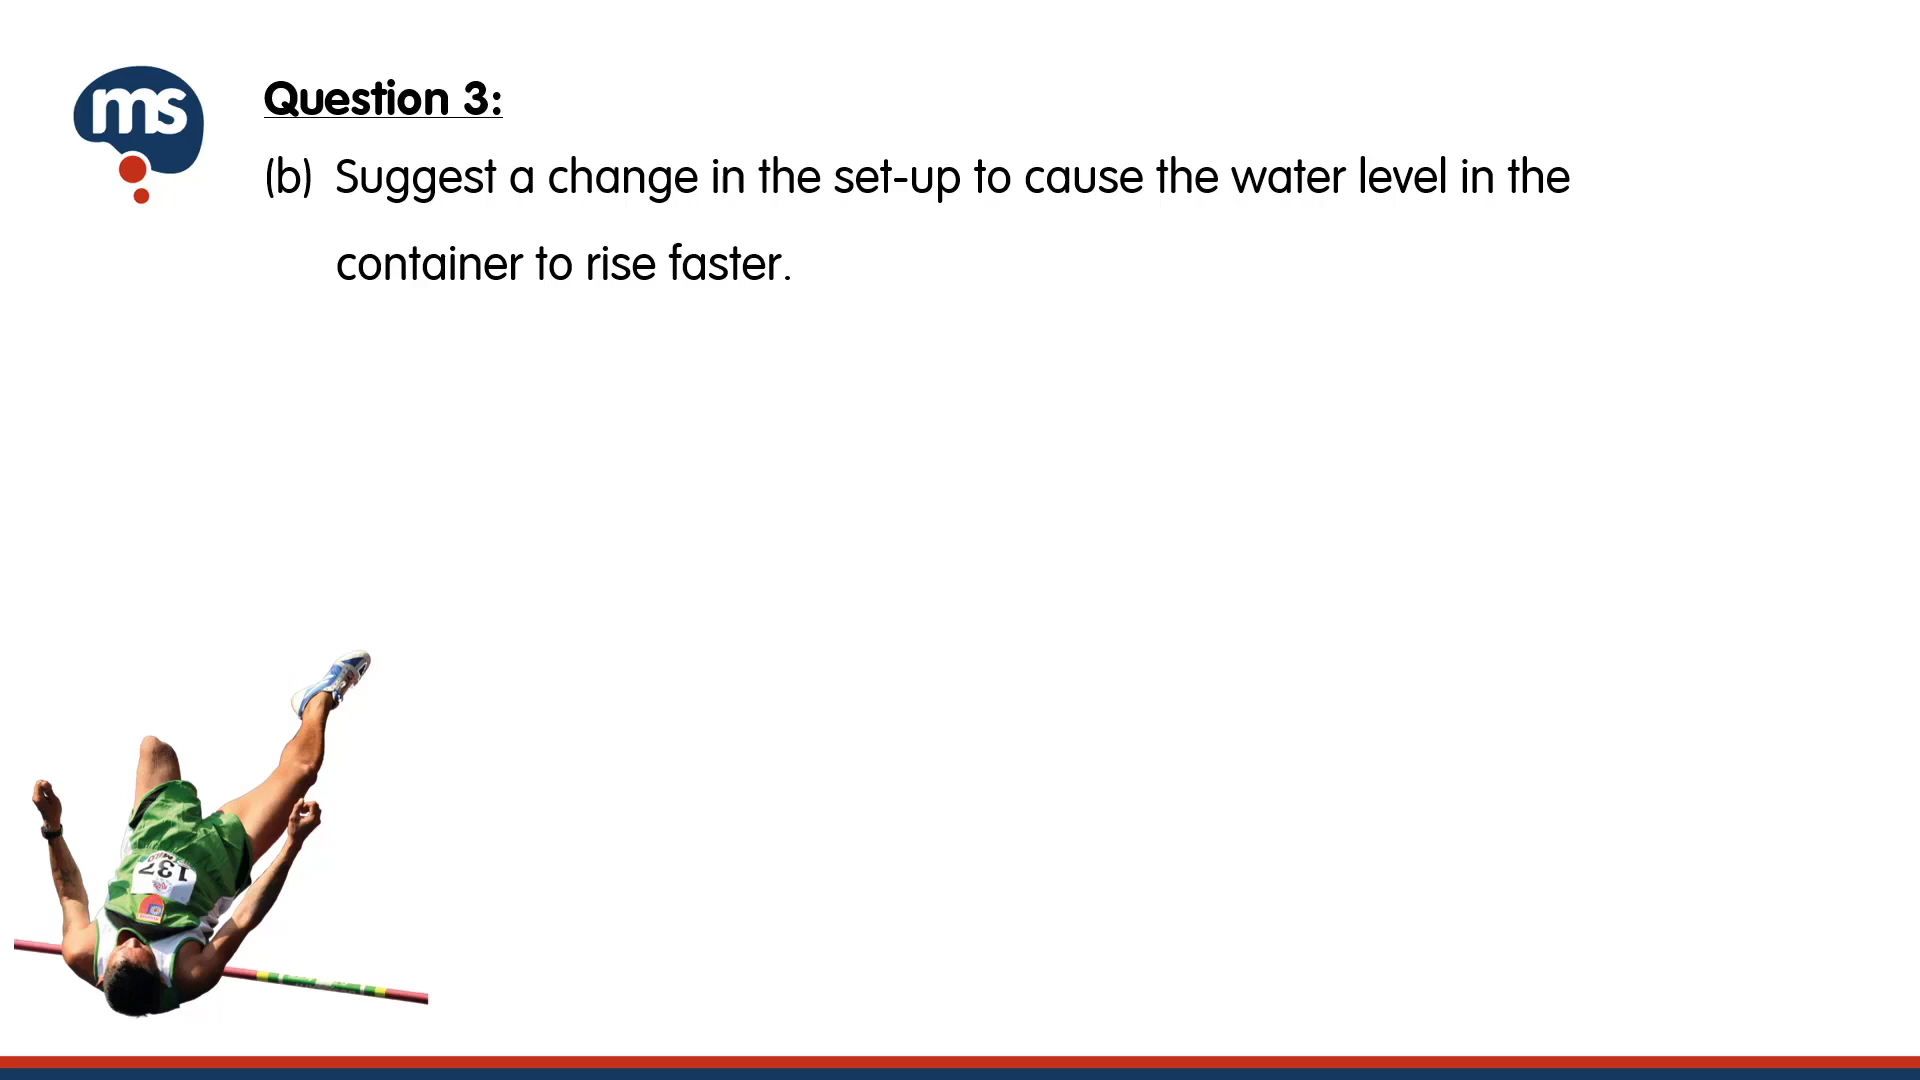 ms
Question 3:
(b) Suggest a change in the set-up to cause the water level in the
container to rise faster.
137